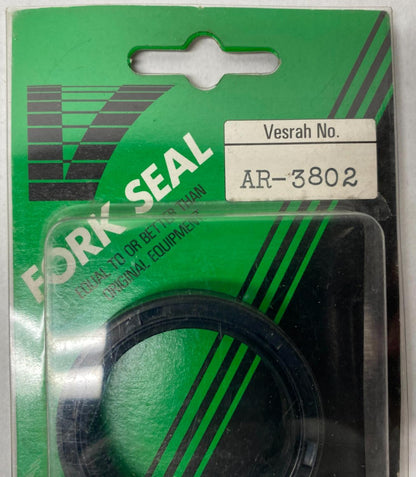 Vesrah No.
AR-3802
FORK SEAL
EQUAL TO OR BETTER THAN
ORIGINAL EQUIPMENT